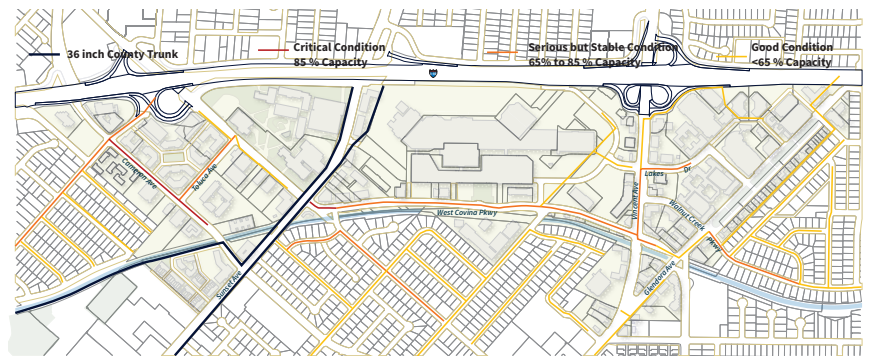 36 inch County Trunk
Critical Condition
85 % Capacity
Serious but Stable Condition
65% to 85 % Capacity
Good Condition
<65 % Capacity
Cameron Ave
Toluca Ave
Sunset Ave
West Covina Pkwy
Vincent Ave
Lakes Dr
Walnut Creek Pkwy
Glendora Ave